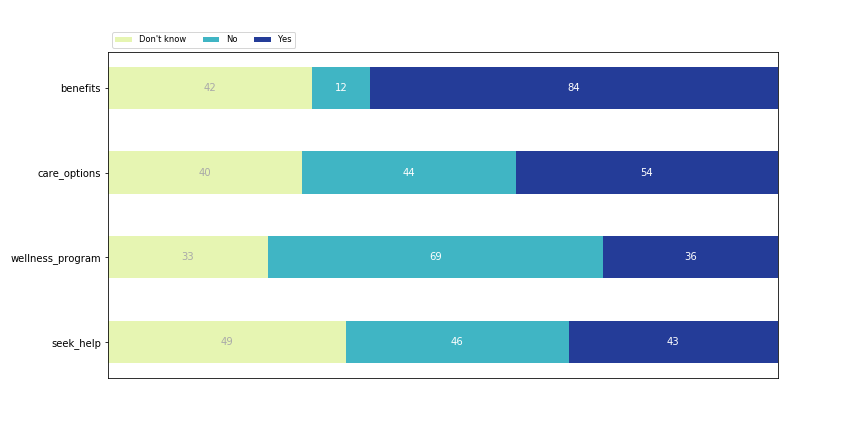 Don't know No Yes
benefits 42 12 84
care_options 40 44 54
wellness_program 33 69 36
seek_help 49 46 43